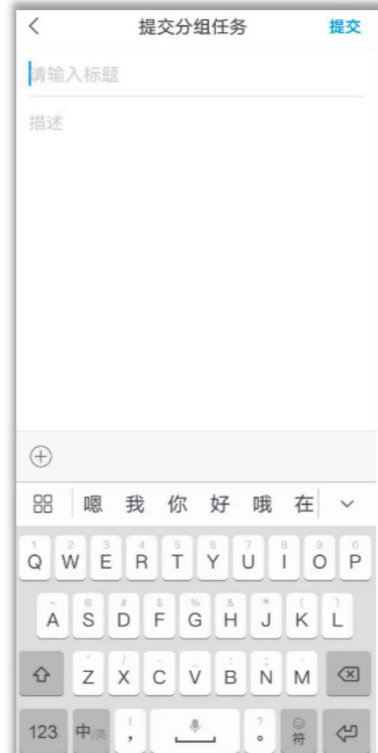 提交分组任务 提交
请输入标题
描述
嗯 我 你 好 哦 在
1 2 3 4 5 6 7 8 9 0
Q W E R T Y U I O P
~ @ # $ % & * ( )
A S D F G H J K L
' / - _ : ;
Z X C V B N M
! ?
123 中/英 , 。 符